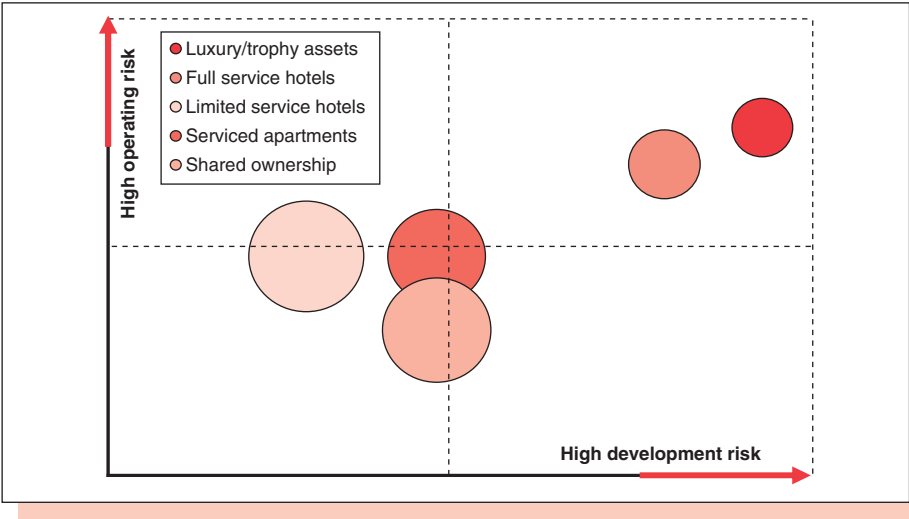 Luxury/trophy assets
Full service hotels
Limited service hotels
Serviced apartments
Shared ownership
High operating risk
High development risk